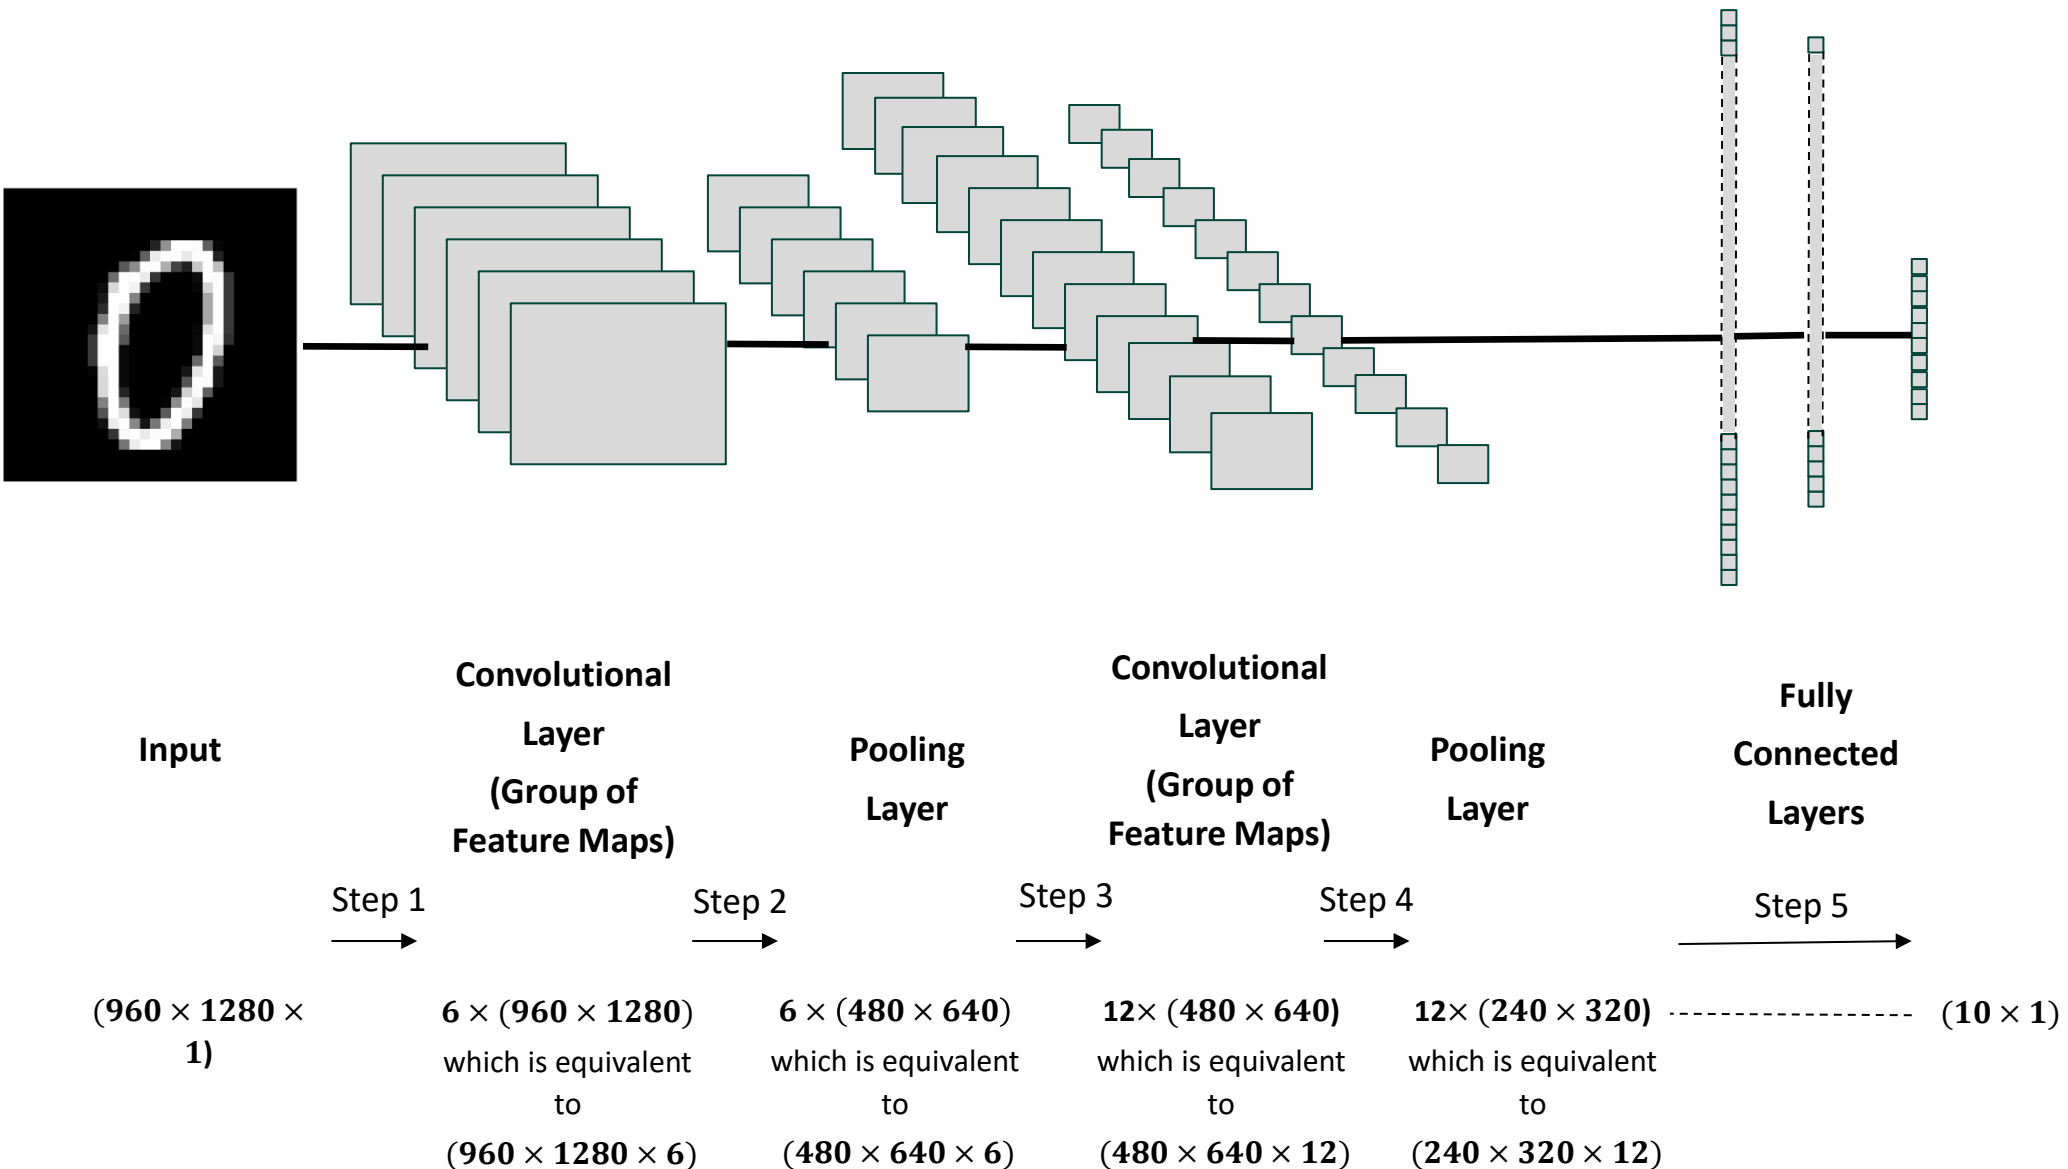 Input
Convolutional
Layer
(Group of
Feature Maps)
Pooling
Layer
Convolutional
Layer
(Group of
Feature Maps)
Pooling
Layer
Fully
Connected
Layers
Step 1
Step 2
Step 3
Step 4
Step 5
(960 × 1280 ×
1)
6 × (960 × 1280)
which is equivalent
to
(960 × 1280 × 6)
6 × (480 × 640)
which is equivalent
to
(480 × 640 × 6)
12× (480 × 640)
which is equivalent
to
(480 × 640 × 12)
12× (240 × 320)
which is equivalent
to
(240 × 320 × 12)
(10 × 1)